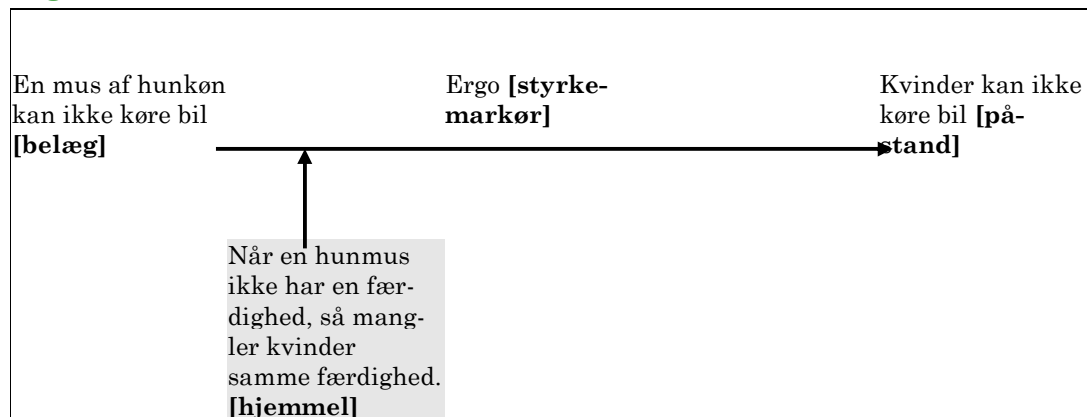 En mus af hunkøn
kan ikke køre bil
[belæg]
Ergo [styrke-
markør]
Kvinder kan ikke
køre bil [på-
stand]
Når en hunmus
ikke har en fær-
dighed, så mang-
ler kvinder
samme færdighed.
[hjemmel]